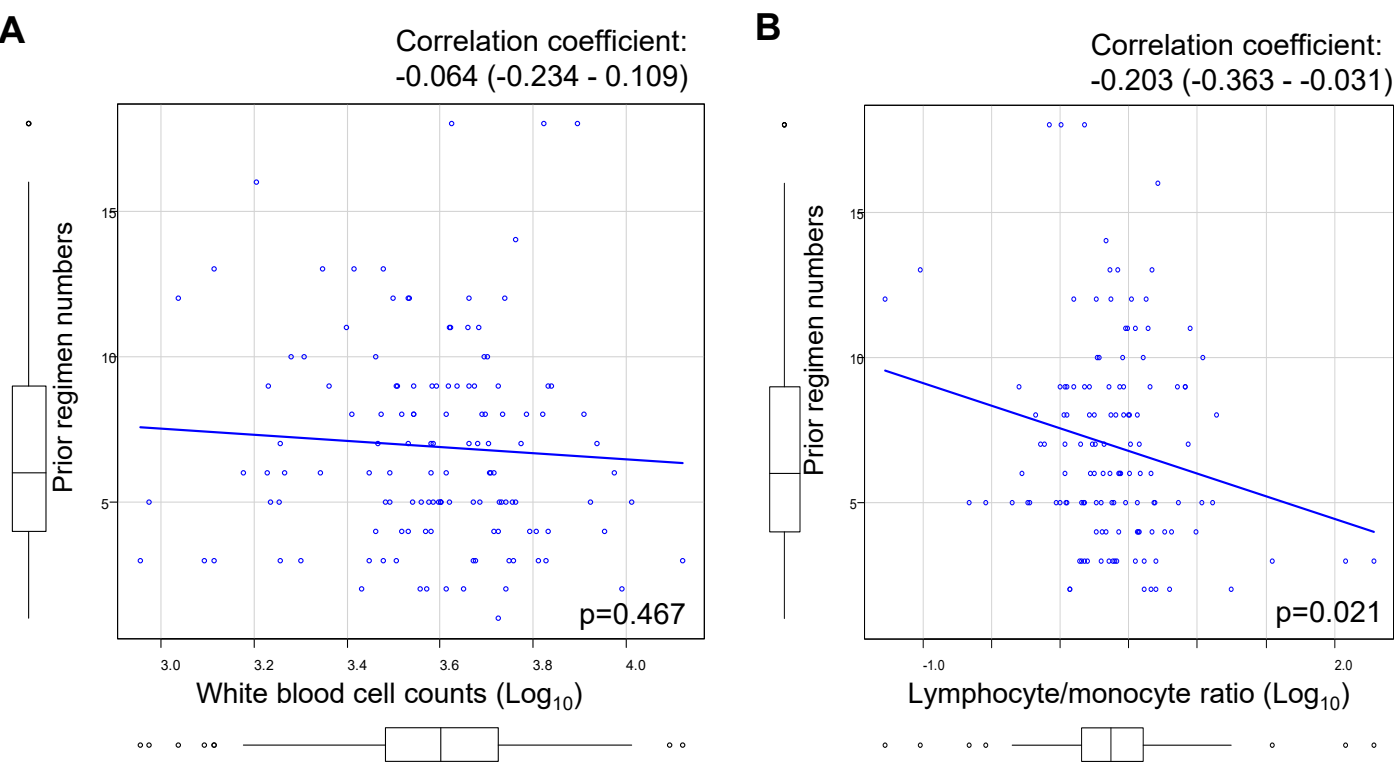 A
Correlation coefficient:
-0.064 (-0.234 - 0.109)
Prior regimen numbers
15
10
5
p=0.467
3.0 3.2 3.4 3.6 3.8 4.0
White blood cell counts (Log10)
B
Correlation coefficient:
-0.203 (-0.363 - -0.031)
Prior regimen numbers
15
10
5
p=0.021
-1.0 2.0
Lymphocyte/monocyte ratio (Log10)